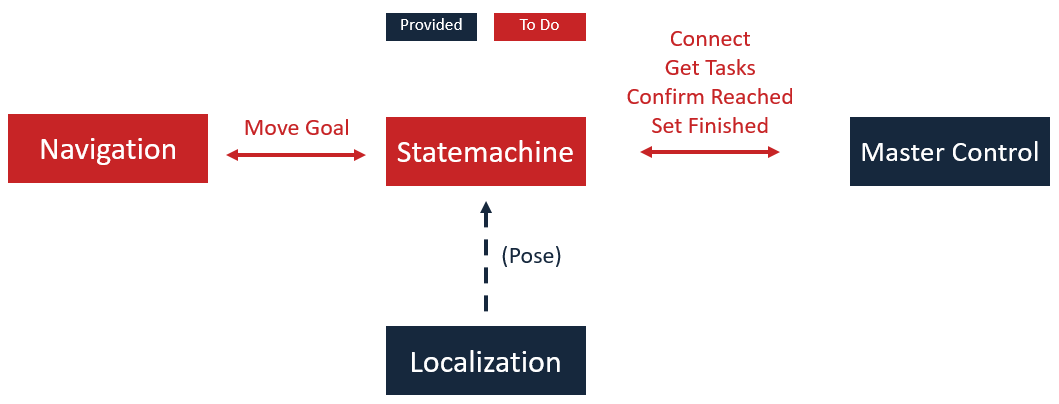 Provided
To Do
Connect
Get Tasks
Confirm Reached
Set Finished
Navigation
Move Goal
Statemachine
Master Control
(Pose)
Localization